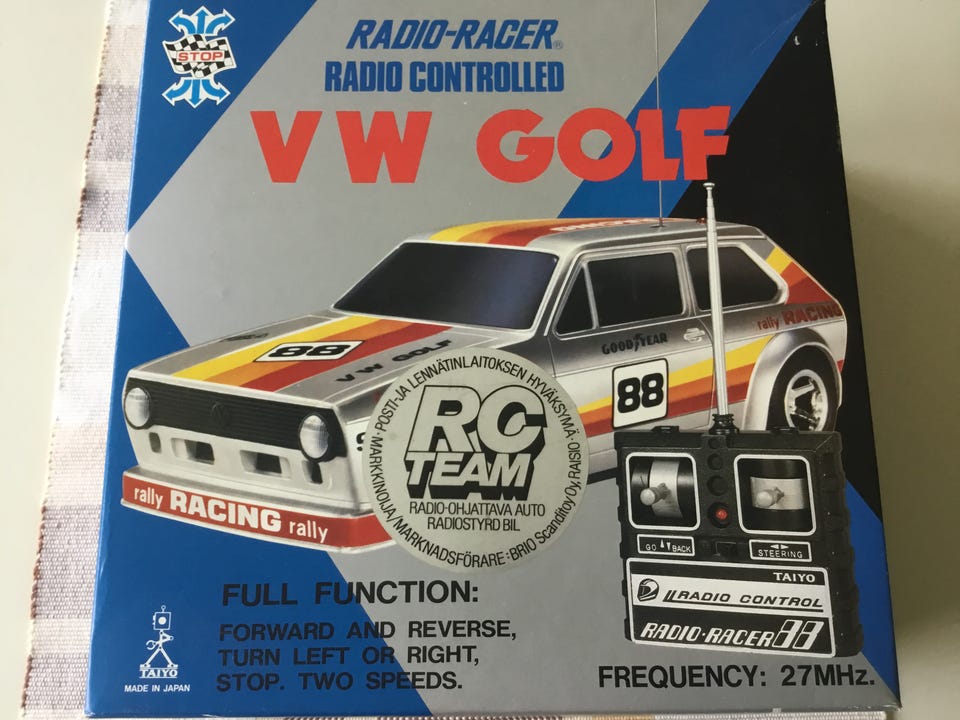 STOP
RADIO-RACER®
RADIO CONTROLLED
VW GOLF
RACING
rally RACING
GOODYEAR
88
VW GOLF
88
rally RACING rally
POSTI-JA LENNÄTINLAITOKSEN HYVÄKSYMÄ·
RC
TEAM
RADIO-OHJATTAVA AUTO
RADIOSTYRD BIL
·MARKKINOIJA/MARKNADSFÖRARE: BRIO Scanditoy Oy, RAISIO
GO ▲▼ BACK
STEERING
TAIYO
RADIO CONTROL
RADIO-RACER 88
FULL FUNCTION:
FORWARD AND REVERSE,
TURN LEFT OR RIGHT,
STOP. TWO SPEEDS.
FREQUENCY: 27MHz.
TAIYO
MADE IN JAPAN